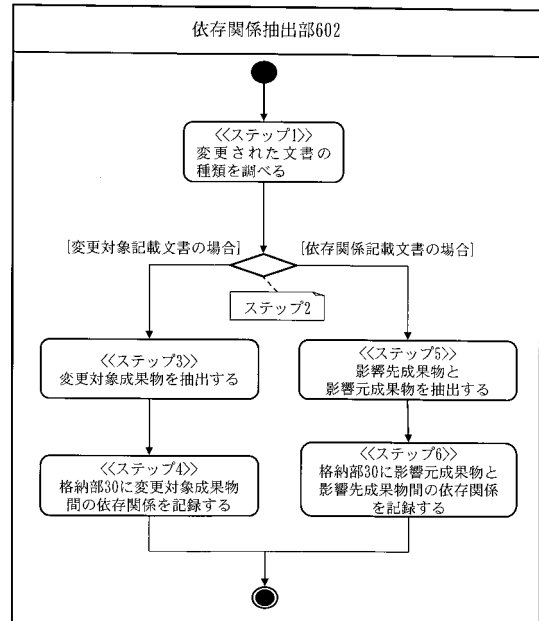 依存関係抽出部602
<<ステップ1>>
変更された文書の
種類を調べる
[変更対象記載文書の場合]
[依存関係記載文書の場合]
ステップ2
<<ステップ3>>
変更対象成果物を抽出する
<<ステップ5>>
影響先成果物と
影響元成果物を抽出する
<<ステップ4>>
格納部30に変更対象成果物
間の依存関係を記録する
<<ステップ6>>
格納部30に影響元成果物と
影響先成果物間の依存関係
を記録する